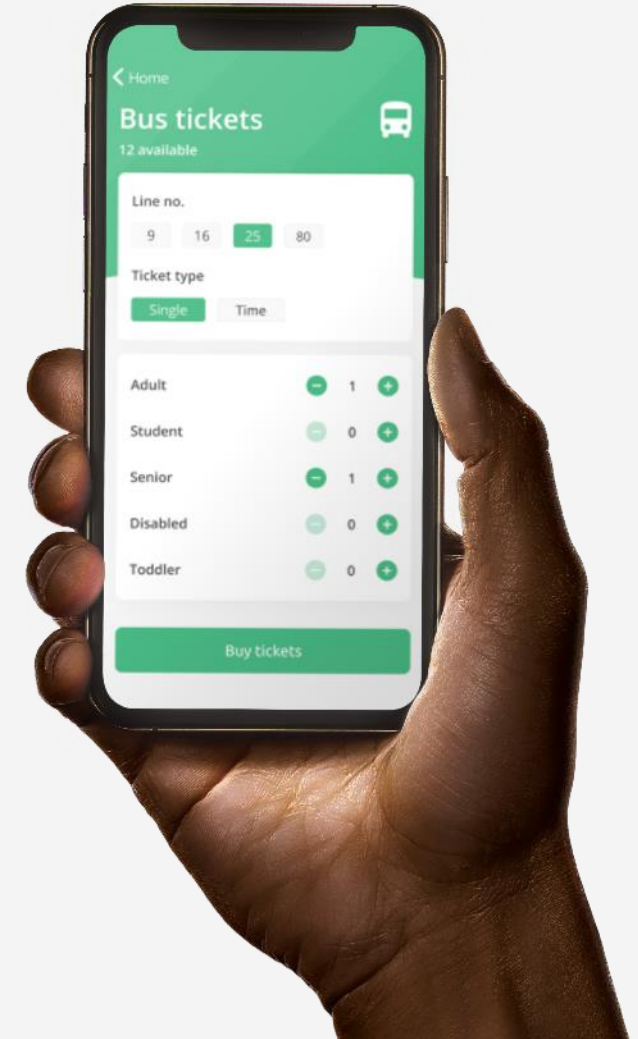 Home
Bus tickets
12 available
Line no.
9 16 25 80
Ticket type
Single Time
Adult 1
Student 0
Senior 1
Disabled 0
Toddler 0
Buy tickets